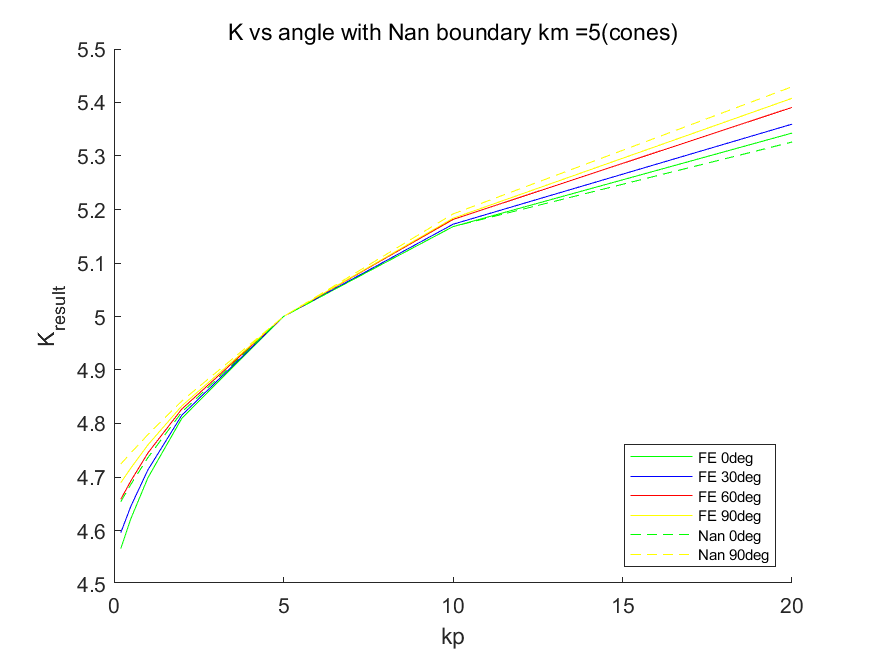 K vs angle with Nan boundary km =5(cones)
5.5
5.4
5.3
5.2
5.1
5
4.9
4.8
4.7
4.6
4.5
K_result
FE 0deg
FE 30deg
FE 60deg
FE 90deg
Nan 0deg
Nan 90deg
0 5 10 15 20
kp